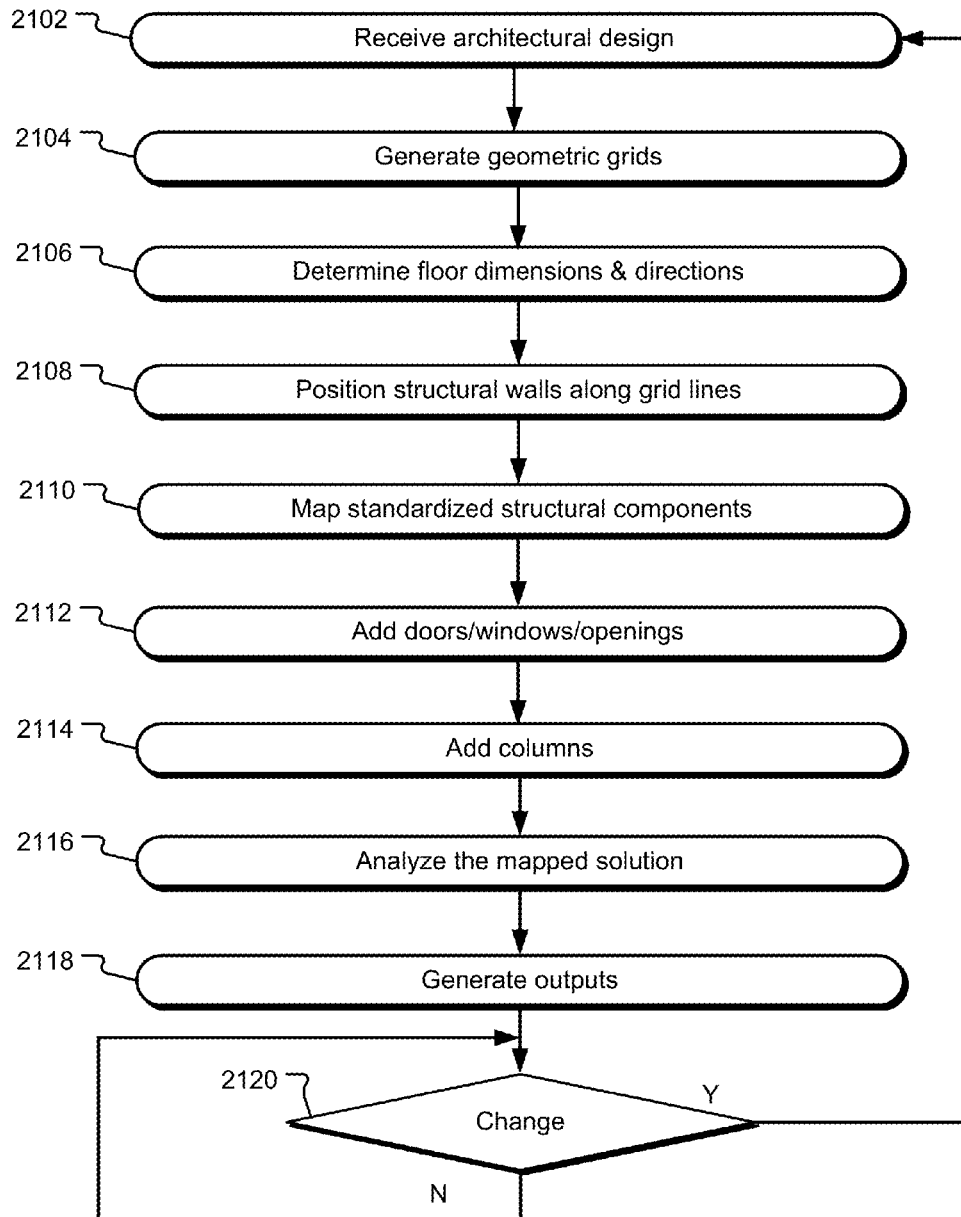 2102
Receive architectural design
2104
Generate geometric grids
2106
Determine floor dimensions & directions
2108
Position structural walls along grid lines
2110
Map standardized structural components
2112
Add doors/windows/openings
2114
Add columns
2116
Analyze the mapped solution
2118
Generate outputs
2120
Y
Change
N